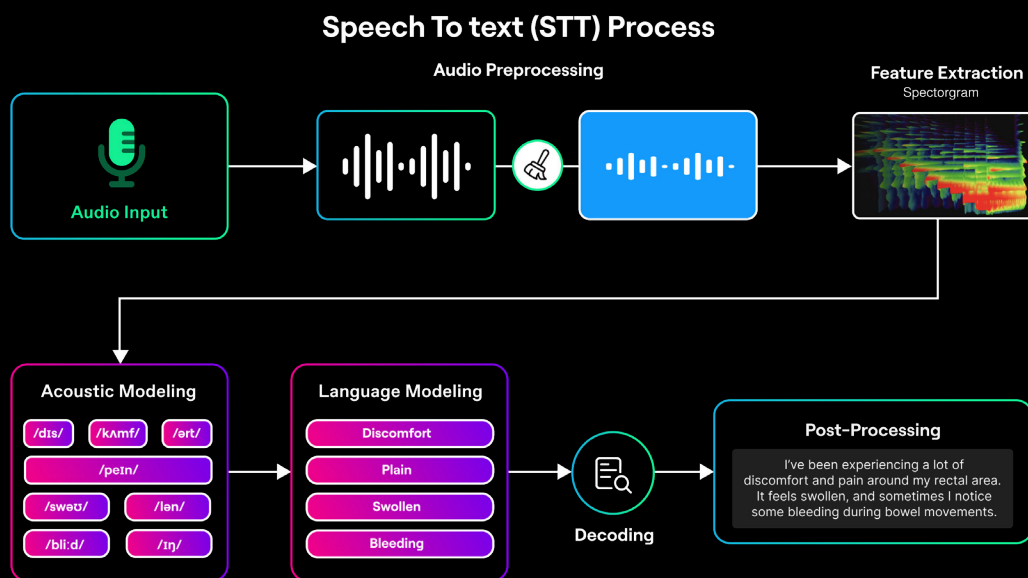 Speech To text (STT) Process
Audio Preprocessing
Feature Extraction
Spectorgram
Audio Input
Acoustic Modeling
/dɪs/ /kʌmf/ /ərt/
/peɪn/
/swəʊ/ /lən/
/bliːd/ /ɪŋ/
Language Modeling
Discomfort
Plain
Swollen
Bleeding
Decoding
Post-Processing
I've been experiencing a lot of
discomfort and pain around my rectal area.
It feels swollen, and sometimes I notice
some bleeding during bowel movements.